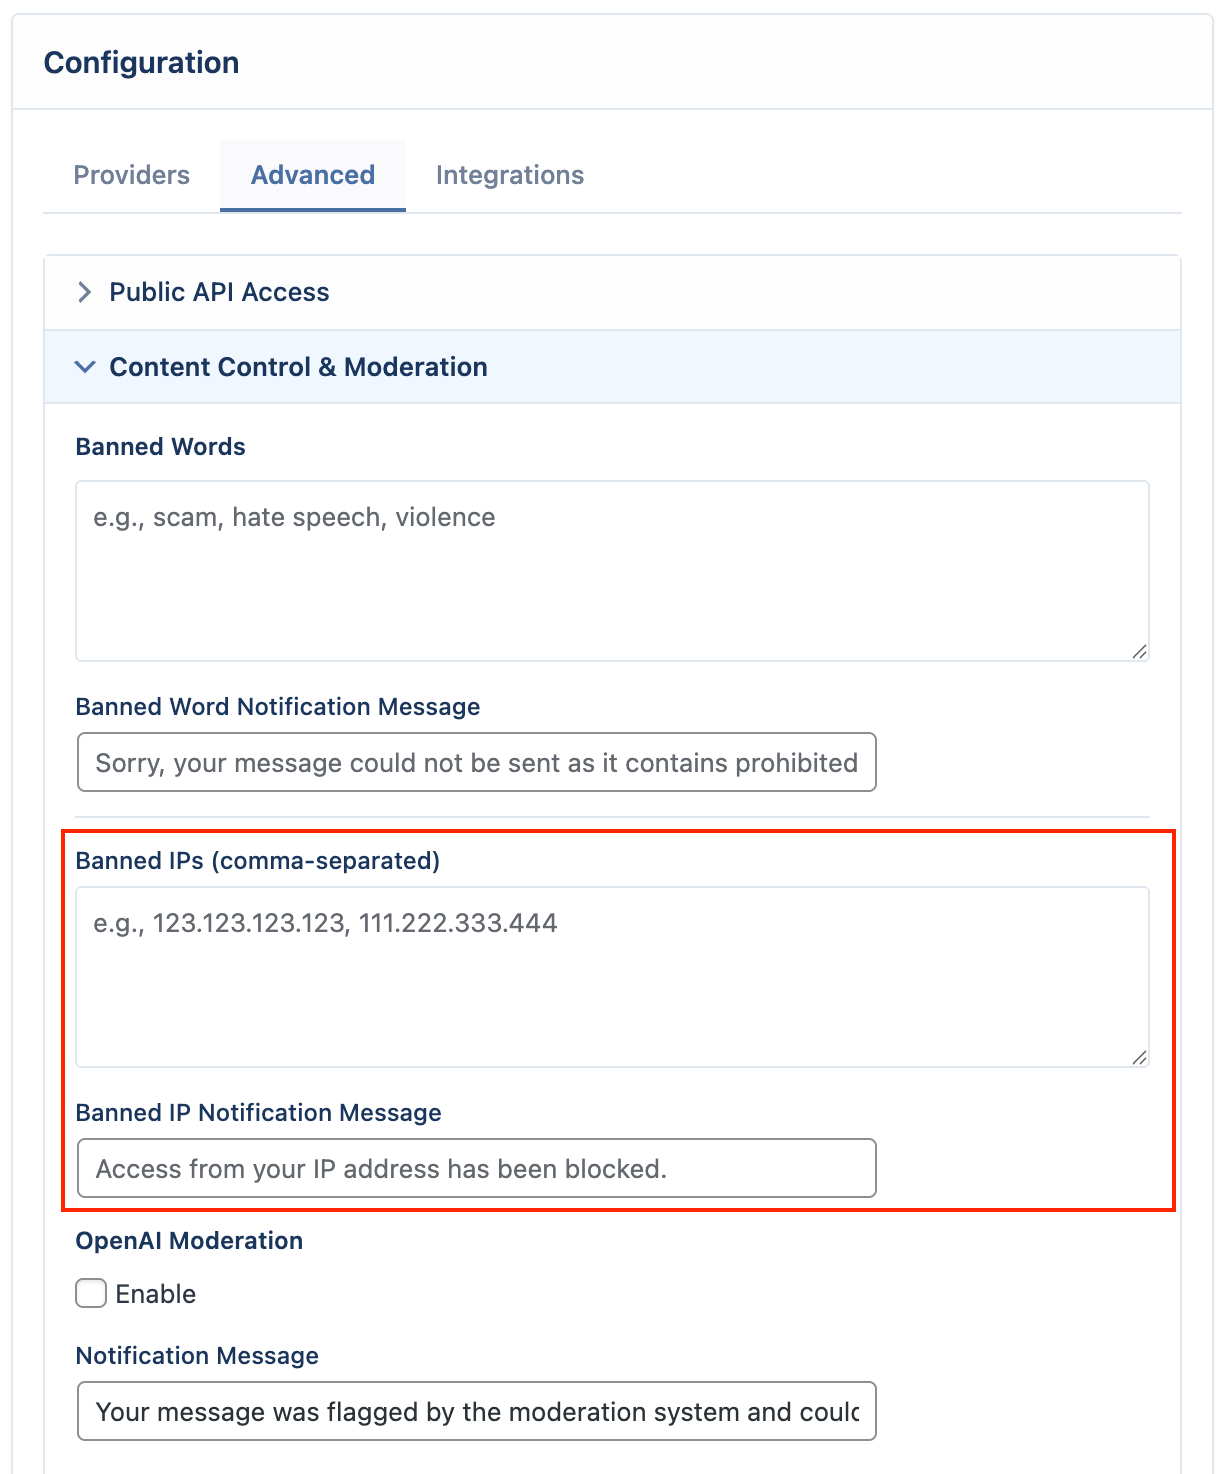 Configuration
Providers
Advanced
Integrations
Public API Access
Content Control & Moderation
Banned Words
e.g., scam, hate speech, violence
Banned Word Notification Message
Sorry, your message could not be sent as it contains prohibited
Banned IPs (comma-separated)
e.g., 123.123.123.123, 111.222.333.444
Banned IP Notification Message
Access from your IP address has been blocked.
OpenAI Moderation
Enable
Notification Message
Your message was flagged by the moderation system and